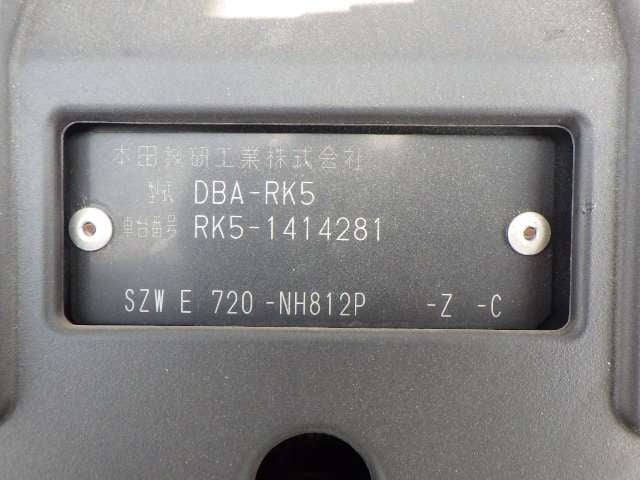 本田技研工業株式会社
型式 DBA-RK5
車台番号 RK5-1414281
SZW E 720 -NH812P -Z -C